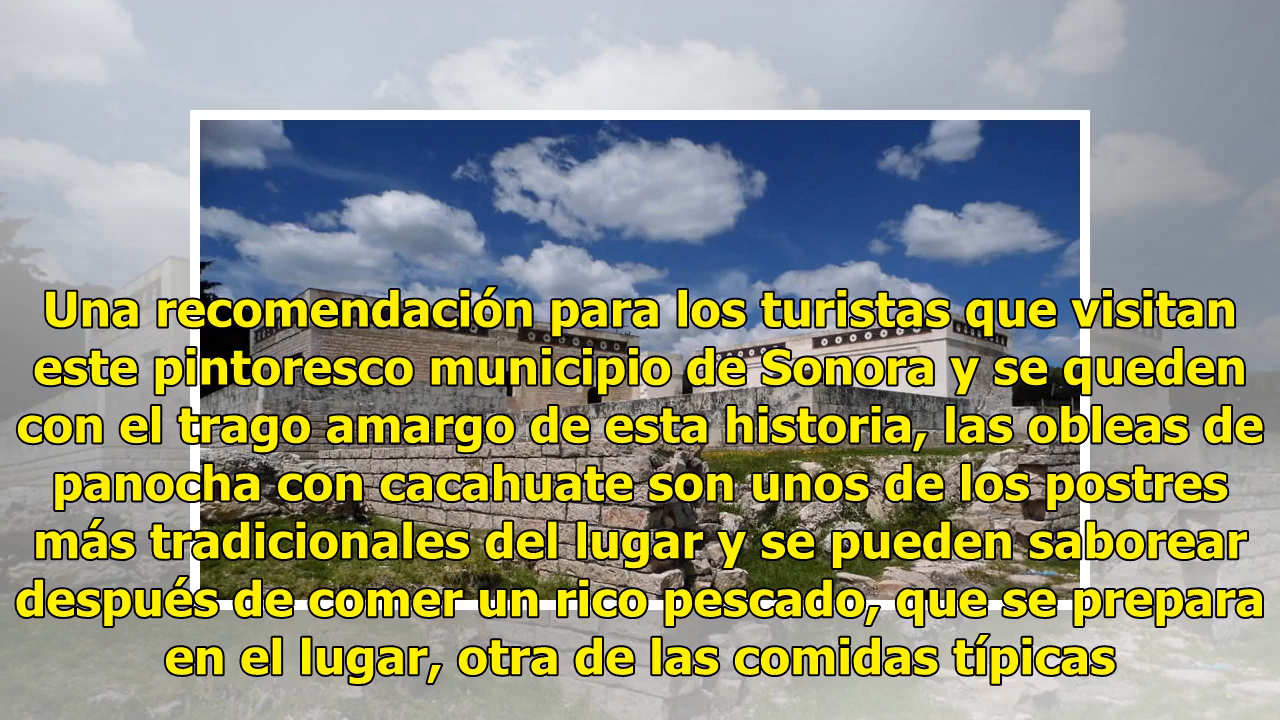 Una recomendación para los turistas que visitan
este pintoresco municipio de Sonora y se queden
con el trago amargo de esta historia, las obleas de
panocha con cacahuate son unos de los postres
más tradicionales del lugar y se pueden saborear
después de comer un rico pescado, que se prepara
en el lugar, otra de las comidas típicas